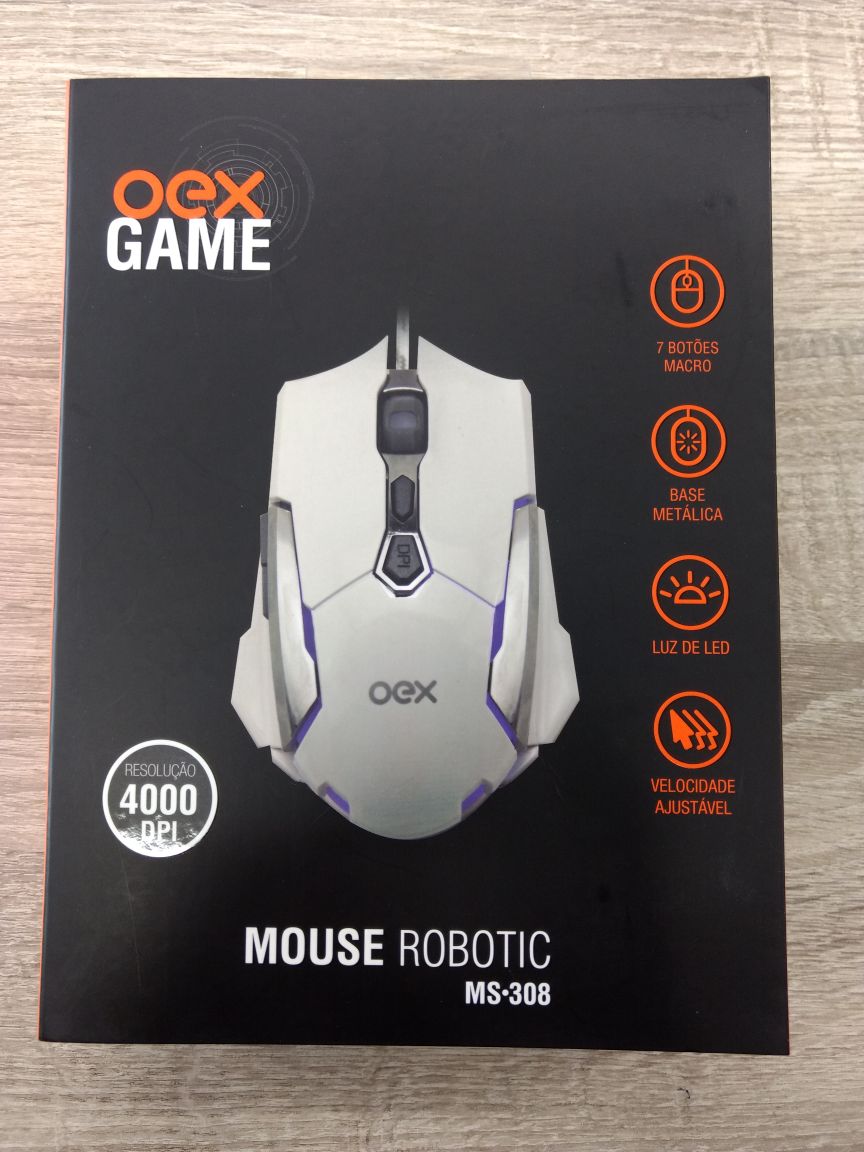 oex
GAME
7 BOTÕES
MACRO
BASE
METÁLICA
LUZ DE LED
VELOCIDADE
AJUSTÁVEL
DPI
oex
RESOLUÇÃO
4000
DPI
MOUSE ROBOTIC
MS•308